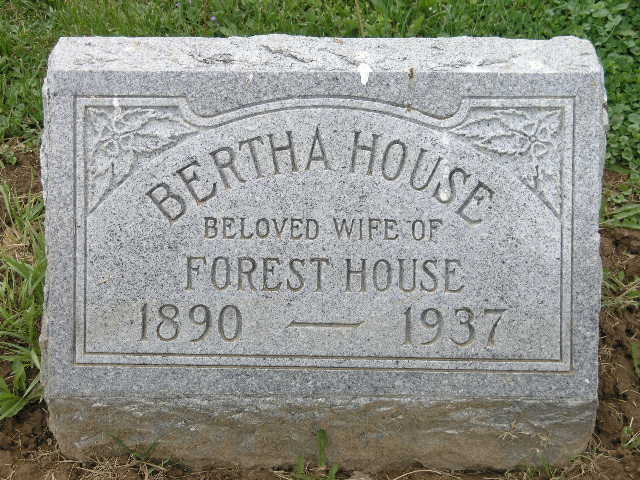 BERTHA HOUSE
BELOVED WIFE OF
FOREST HOUSE
1890 — 1937